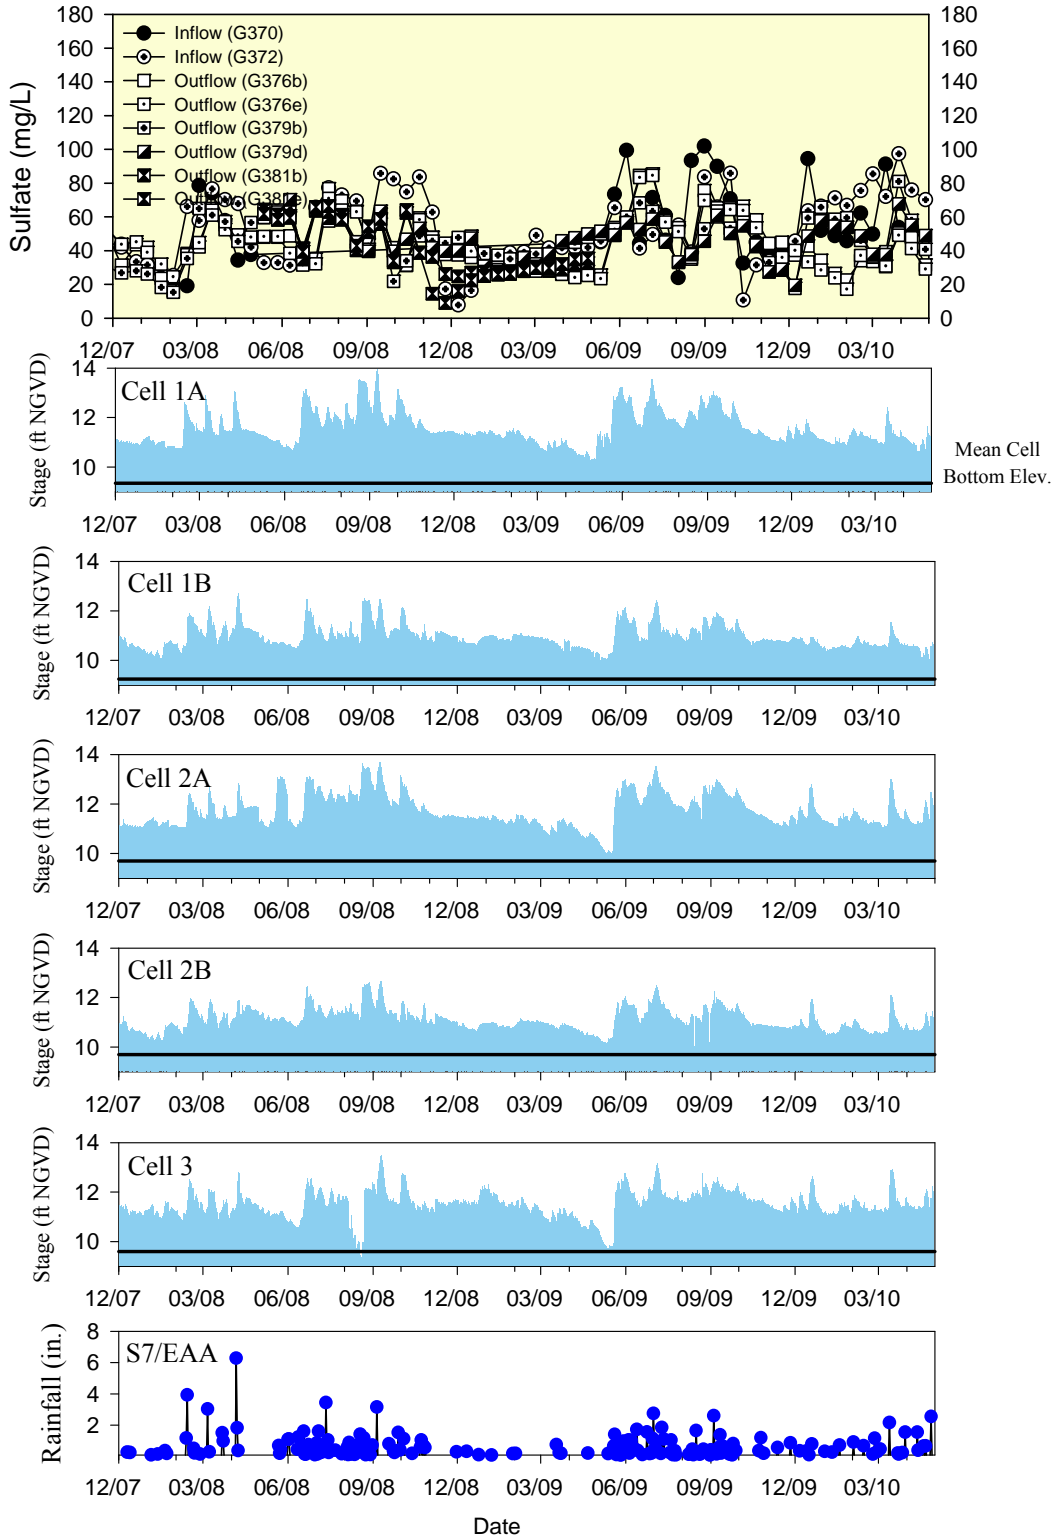 180 180
160 160
140 140
120 120
100 100
80 80
60 60
40 40
20 20
0 0
Sulfate (mg/L)
Inflow (G370)
Inflow (G372)
Outflow (G376b)
Outflow (G376e)
Outflow (G379b)
Outflow (G379d)
Outflow (G381b)
12/07 03/08 06/08 09/08 12/08 03/09 06/09 09/09 12/09 03/10
14
12
10
Stage (ft NGVD)
Cell 1A
Mean Cell
Bottom Elev.
12/07 03/08 06/08 09/08 12/08 03/09 06/09 09/09 12/09 03/10
14
12
10
Stage (ft NGVD)
Cell 1B
12/07 03/08 06/08 09/08 12/08 03/09 06/09 09/09 12/09 03/10
14
12
10
Stage (ft NGVD)
Cell 2A
12/07 03/08 06/08 09/08 12/08 03/09 06/09 09/09 12/09 03/10
14
12
10
Stage (ft NGVD)
Cell 2B
12/07 03/08 06/08 09/08 12/08 03/09 06/09 09/09 12/09 03/10
14
12
10
Stage (ft NGVD)
Cell 3
12/07 03/08 06/08 09/08 12/08 03/09 06/09 09/09 12/09 03/10
8
6
4
2
Rainfall (in.)
S7/EAA
12/07 03/08 06/08 09/08 12/08 03/09 06/09 09/09 12/09 03/10
Date